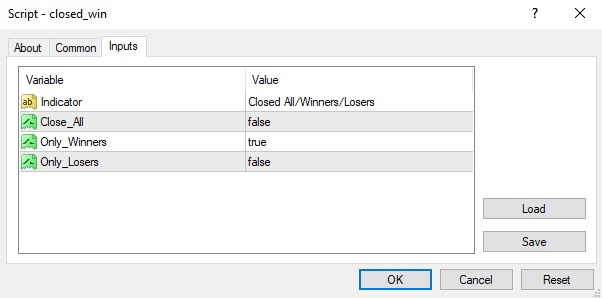 Script - closed_win
About Common Inputs
Variable Value
ab Indicator Closed All/Winners/Losers
Close_All false
Only_Winners true
Only_Losers false
Load
Save
OK Cancel Reset